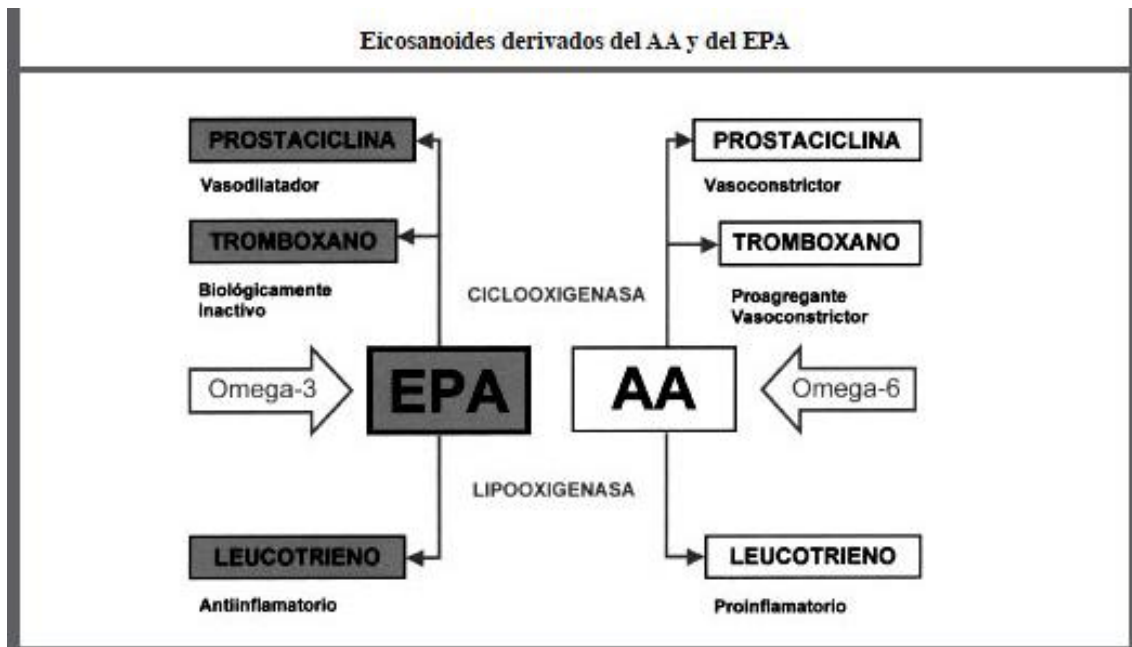 Eicosanoides derivados del AA y del EPA
PROSTACICLINA
Vasodilatador
TROMBOXANO
Biológicamente
Inactivo
PROSTACICLINA
Vasoconstrictor
TROMBOXANO
Proagregante
Vasoconstrictor
CICLOOXIGENASA
Omega-3
EPA
AA
Omega-6
LIPOOXIGENASA
LEUCOTRIENO
Antiinflamatorio
LEUCOTRIENO
Proinflamatorio